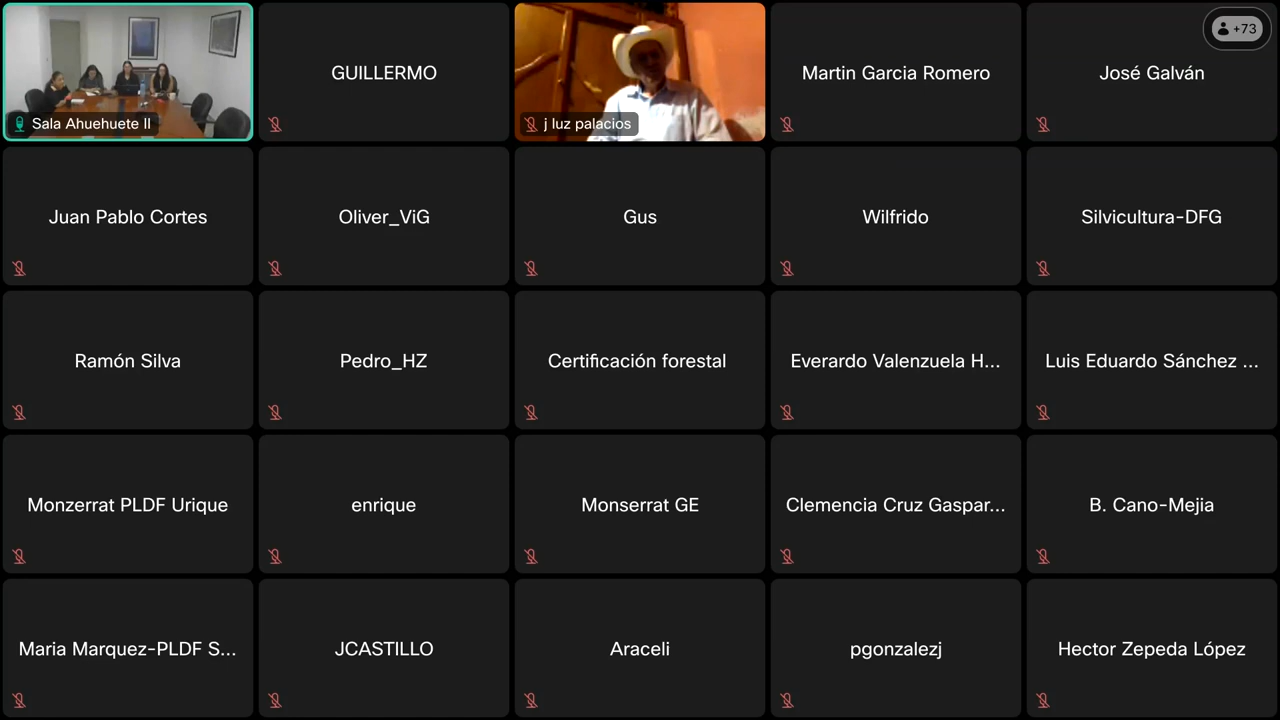 +73
Sala Ahuehuete II
GUILLERMO
j luz palacios
Martin Garcia Romero
José Galván
Juan Pablo Cortes
Oliver_ViG
Gus
Wilfrido
Silvicultura-DFG
Ramón Silva
Pedro_HZ
Certificación forestal
Everardo Valenzuela H...
Luis Eduardo Sánchez ...
Monzerrat PLDF Urique
enrique
Monserrat GE
Clemencia Cruz Gaspar...
B. Cano-Mejia
Maria Marquez-PLDF S...
JCASTILLO
Araceli
pgonzalezj
Hector Zepeda López